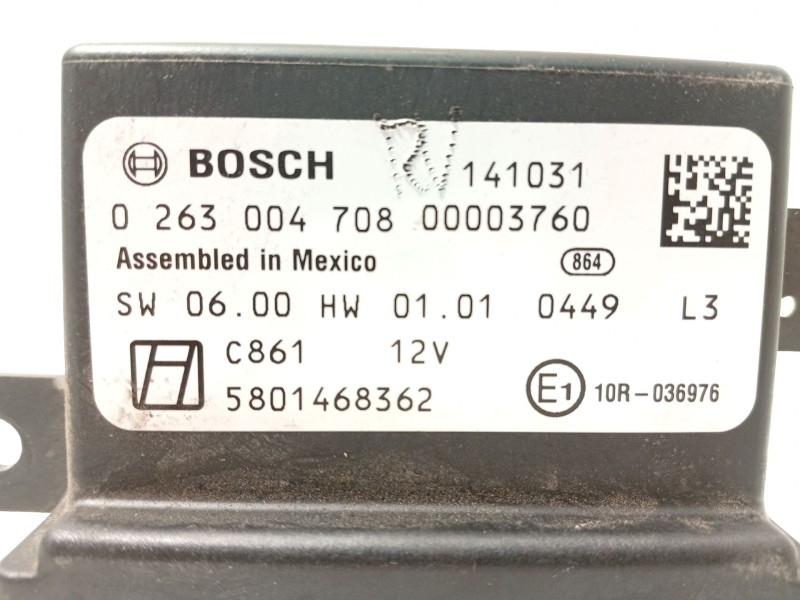 BOSCH 141031
0 263 004 708 00003760
Assembled in Mexico 864
SW 06.00 HW 01.01 0449 L3
C861 12V
5801468362 E1 10R-036976